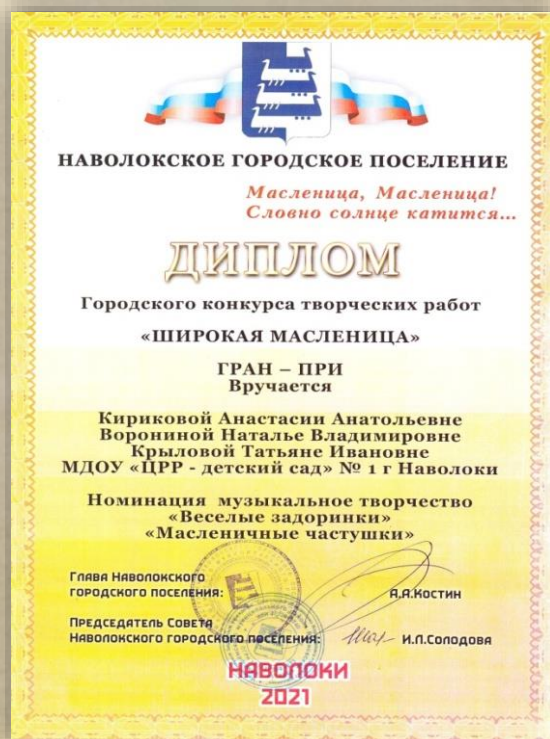 НАВОЛОКСКОЕ ГОРОДСКОЕ ПОСЕЛЕНИЕ
Масленица, Масленица!
Словно солнце катится...
ДИПЛОМ
Городского конкурса творческих работ
«ШИРОКАЯ МАСЛЕНИЦА»
ГРАН – ПРИ
Вручается
Кириковой Анастасии Анатольевне
Ворониной Наталье Владимировне
Крыловой Татьяне Ивановне
МДОУ «ЦРР - детский сад» № 1 г Наволоки
Номинация музыкальное творчество
«Веселые задоринки»
«Масленичные частушки»
Глава Наволокского
городского поселения: А.А.Костин
Председатель Совета
Наволокского городского поселения: И.Л.Солодова
НАВОЛОКИ
2021